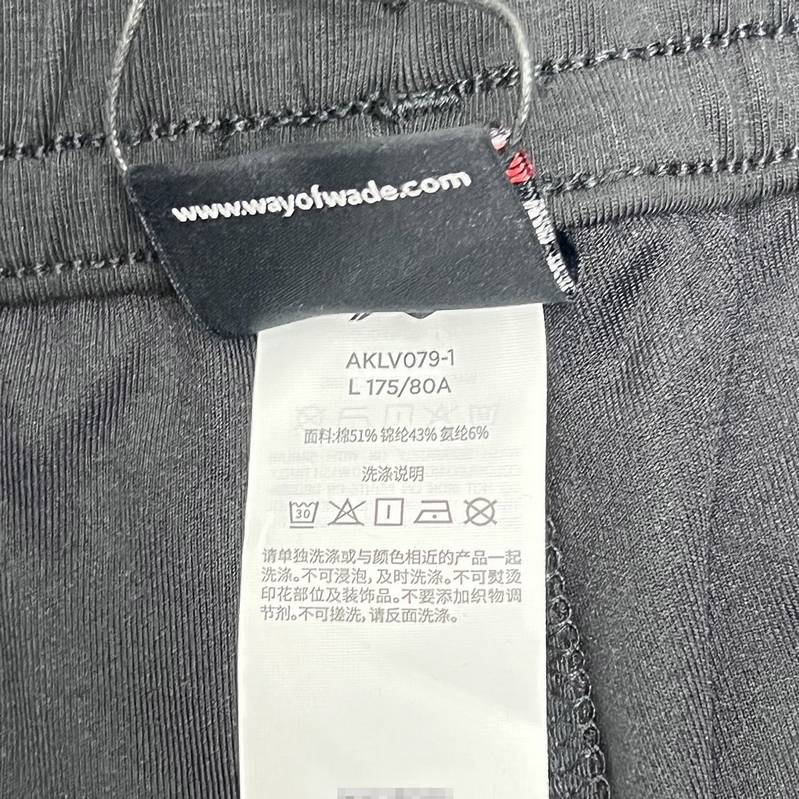 www.wayofwade.com
AKLV079-1
L 175/80A
面料:棉51% 锦纶43% 氨纶6%
洗涤说明
30
请单独洗涤或与颜色相近的产品一起
洗涤。不可浸泡,及时洗涤。不可熨烫
印花部位及装饰品。不要添加织物调
节剂。不可搓洗,请反面洗涤。